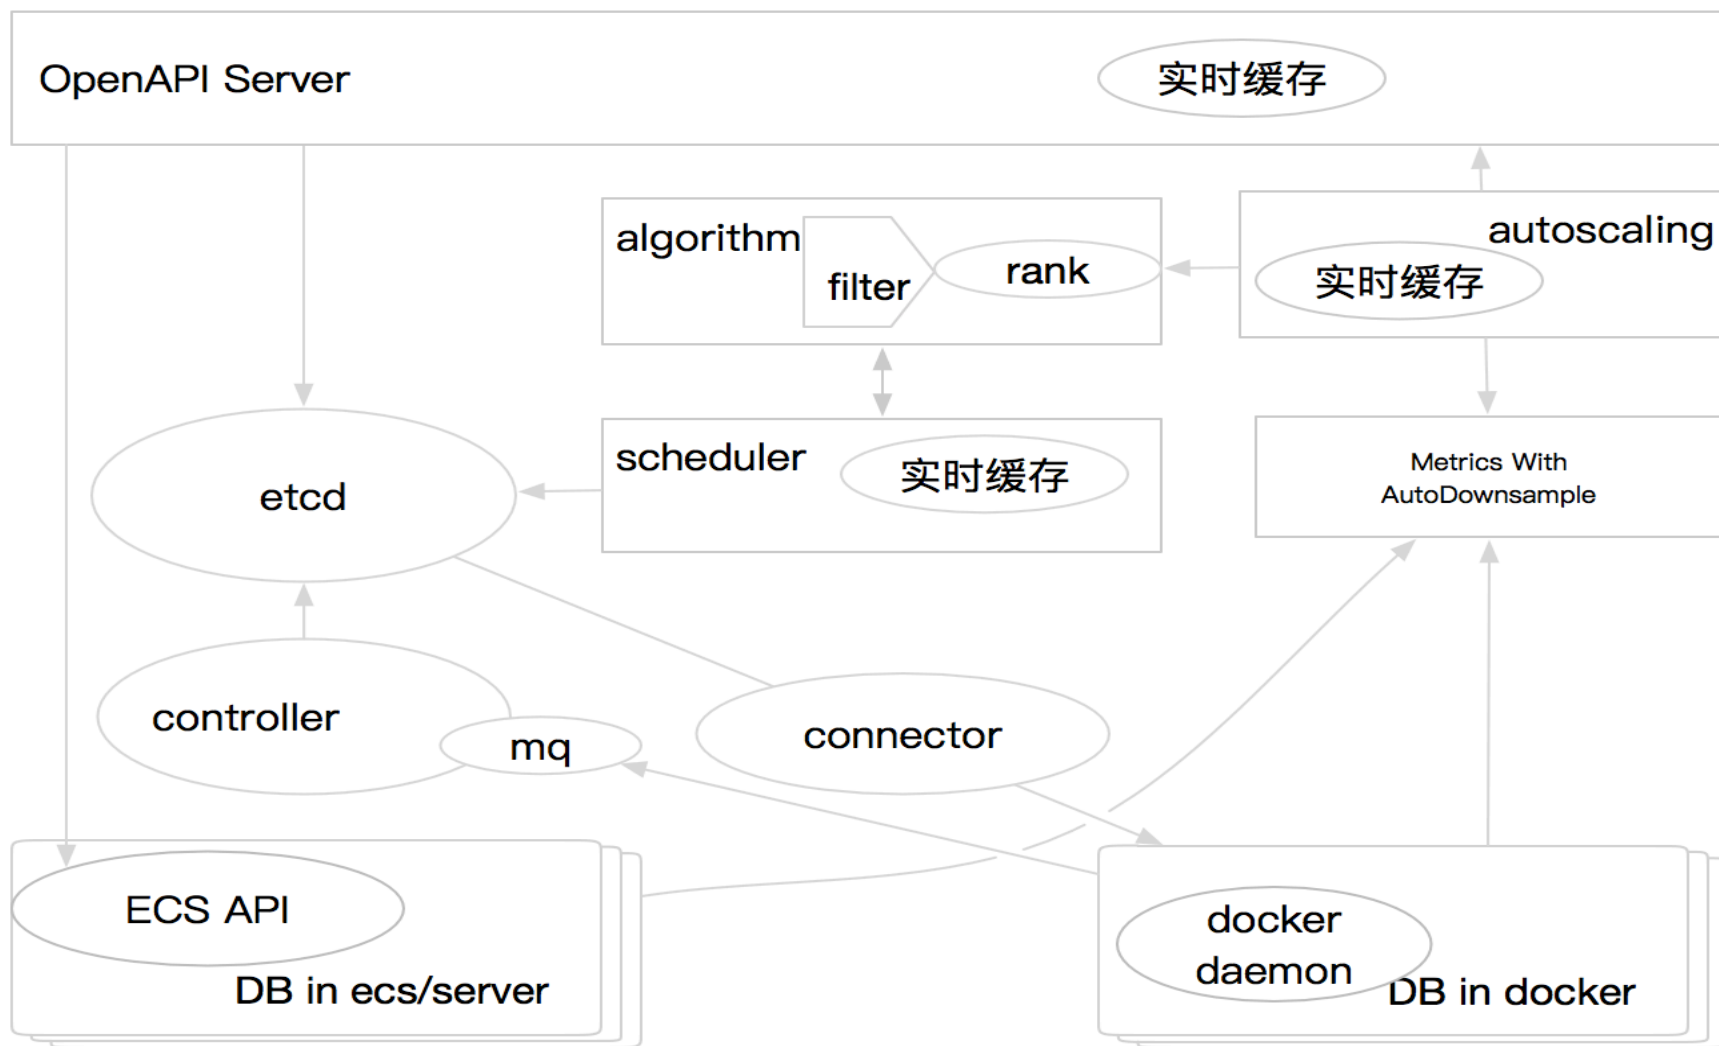 OpenAPI Server
实时缓存
algorithm
filter
rank
autoscaling
实时缓存
scheduler
实时缓存
Metrics With
AutoDownsample
etcd
controller
mq
connector
ECS API
DB in ecs/server
docker
daemon
DB in docker